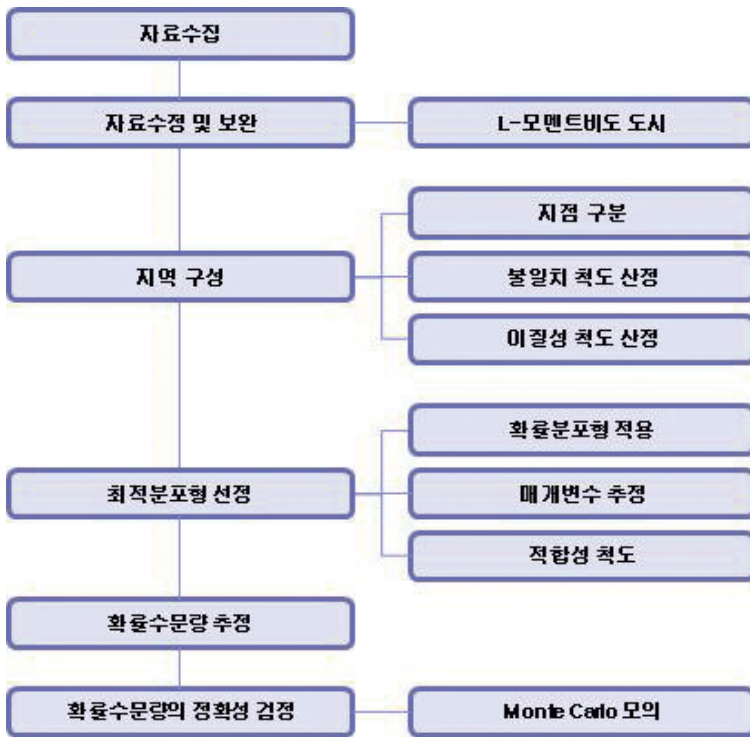 자료수집
자료수정 및 보완
L-모멘트비도 도시
지점 구분
지역 구성
불일치 척도 산정
이질성 척도 산정
확률분포형 적용
최적분포형 선정
매개변수 추정
적합성 척도
확률수문량 추정
확률수문량의 정확성 검정
Monte Carlo 모의